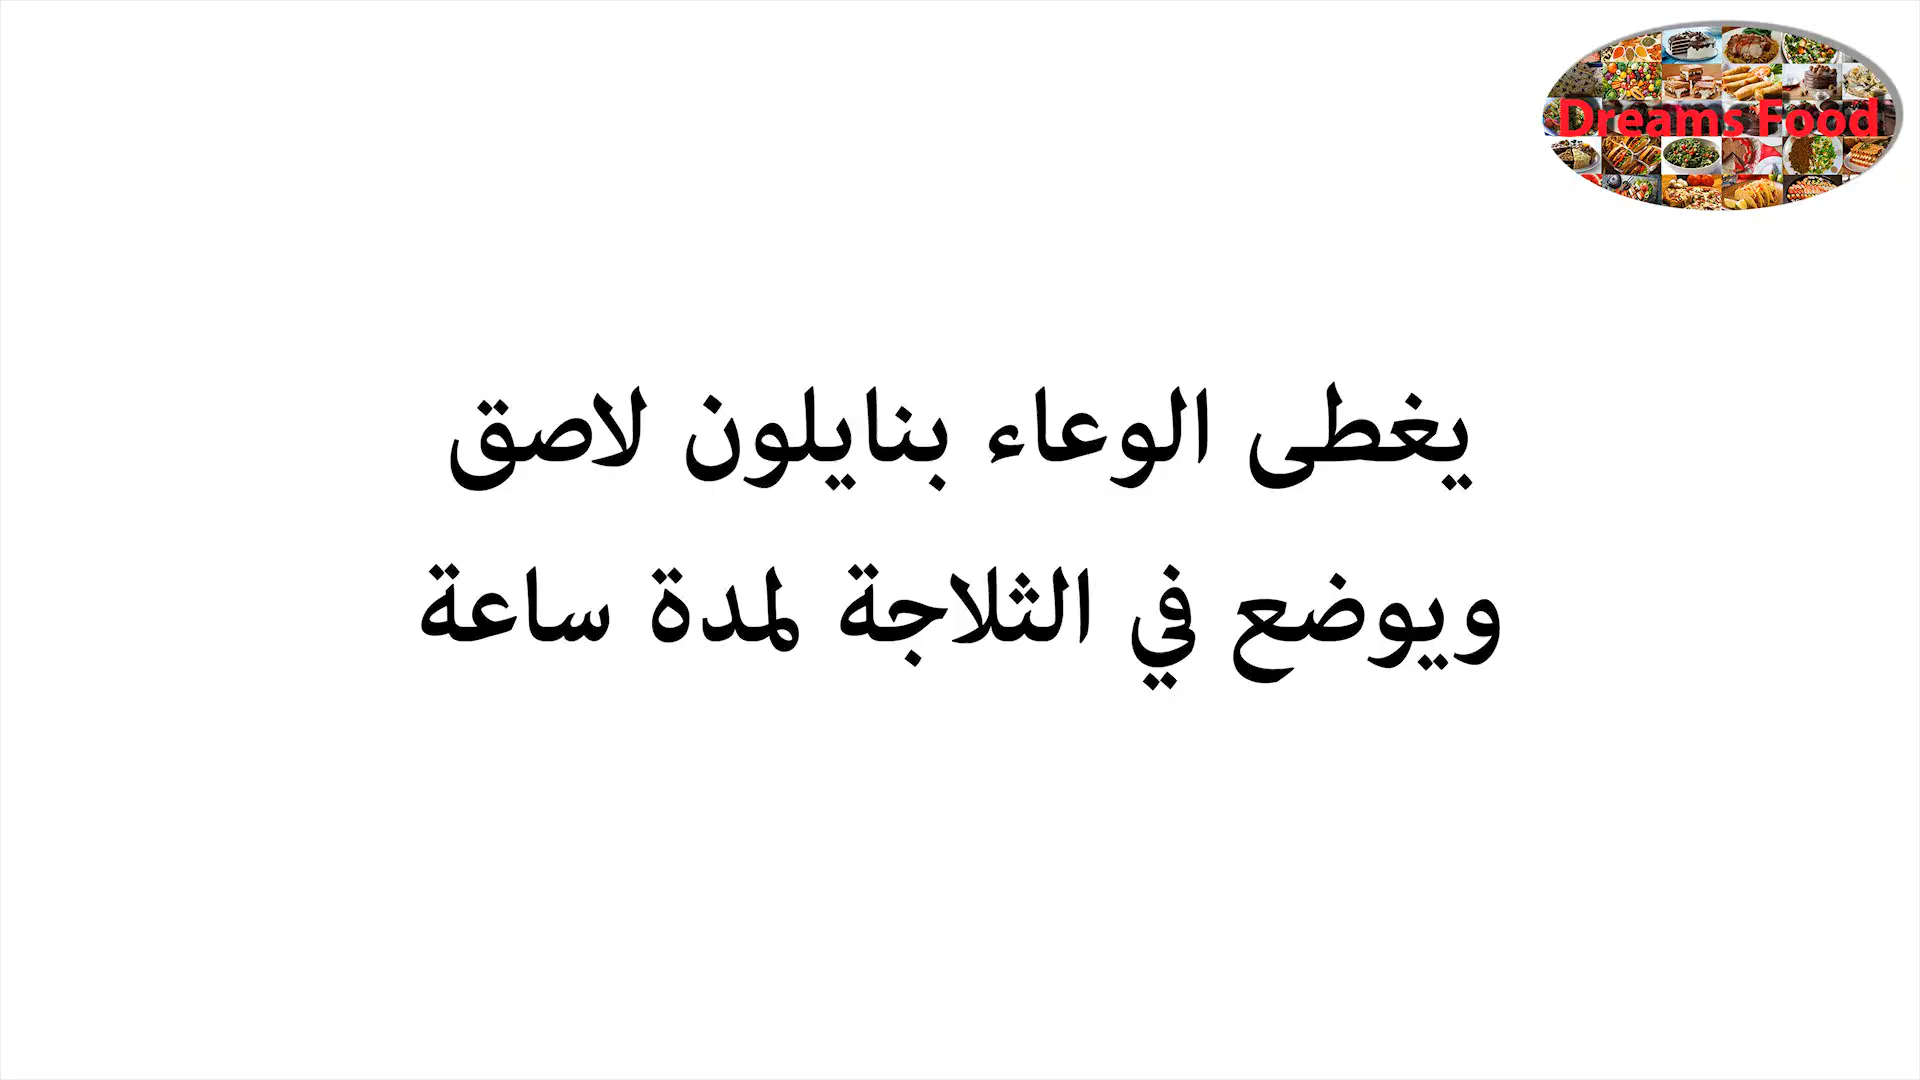 Dreams Food
يغطى الوعاء بنايلون لاصق
ويوضع في الثلاجة لمدة ساعة